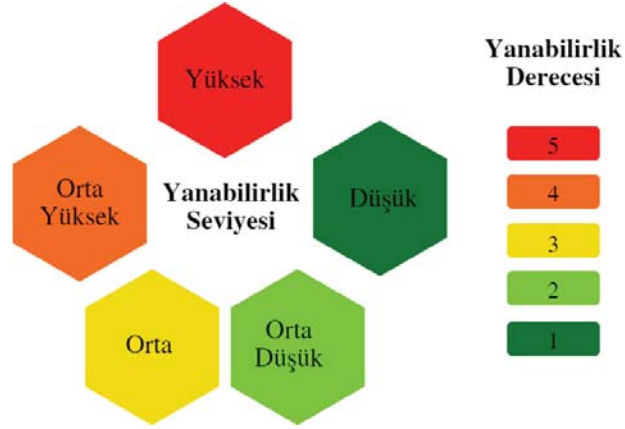 Yüksek
Orta
Yüksek
Yanabilirlik
Seviyesi
Düşük
Orta
Orta
Düşük
Yanabilirlik
Derecesi
5
4
3
2
1